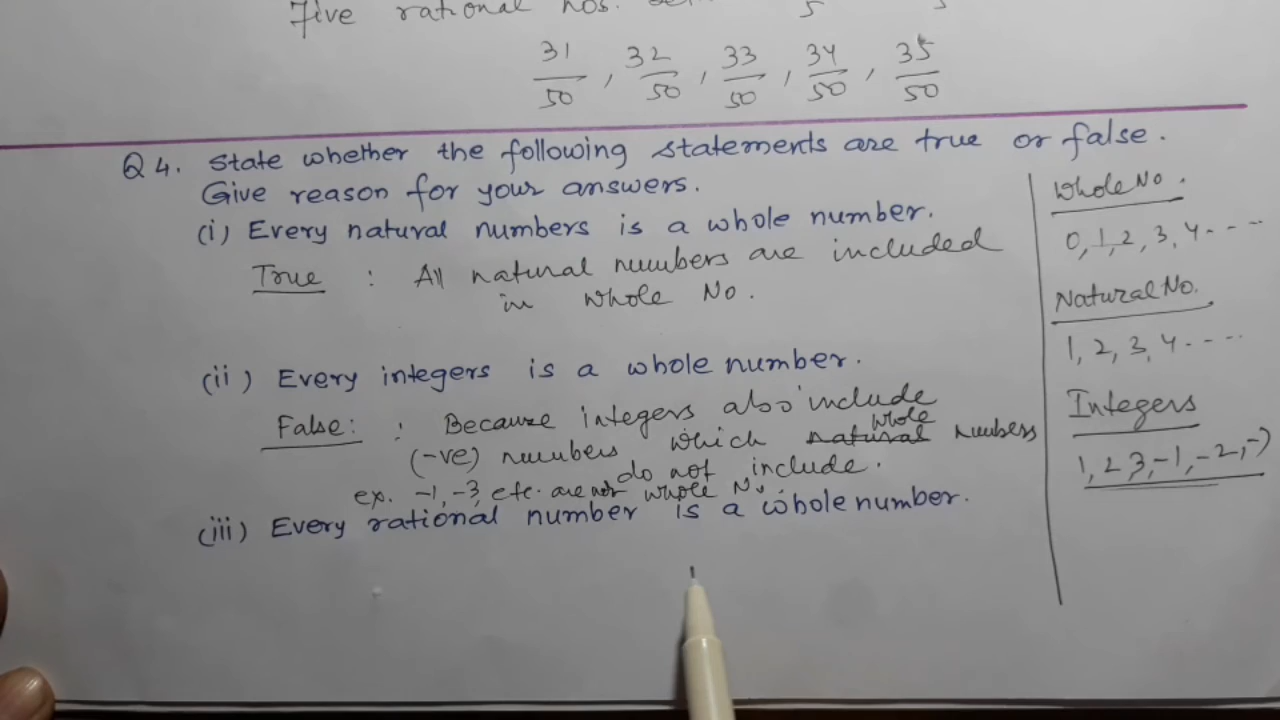 Five rational nos.
31/50, 32/50, 33/50, 34/50, 35/50
Q4. State whether the following statements are true or false.
Give reason for your answers.
(i) Every natural numbers is a whole number.
True : All natural numbers are included
in whole No.
(ii) Every integers is a whole number.
False: : Because integers also include
(-ve) numbers which natural whole numbers
do not include.
ex. -1, -3, etc. are not whole No.
(iii) Every rational number is a whole number.
Whole No.
0, 1, 2, 3, 4 - - - -
Natural No.
1, 2, 3, 4 - - - -
Integers
1, 2 3, -1, -2, -)